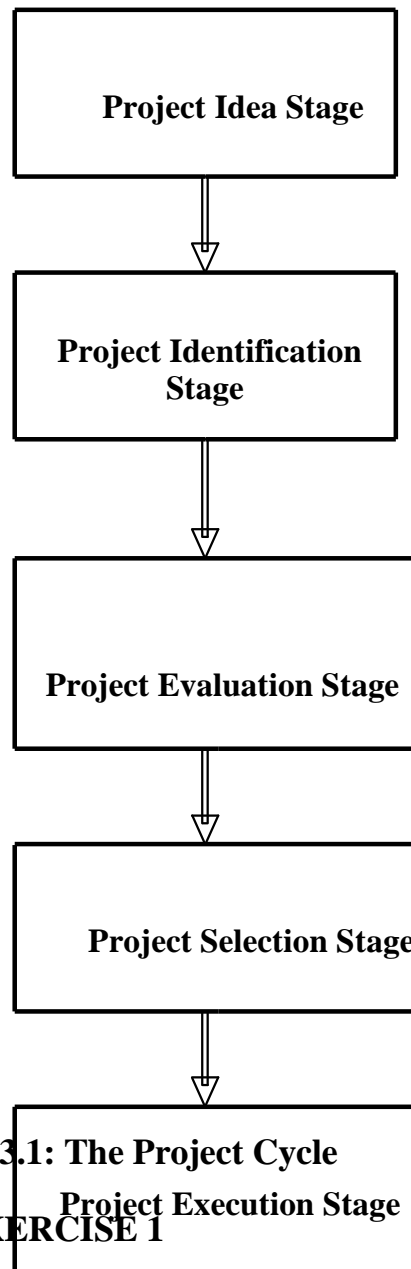 Project Idea Stage
Project Identification
Stage
Project Evaluation Stage
Project Selection Stage
3.1: The Project Cycle
Project Execution Stage
ERCISE 1